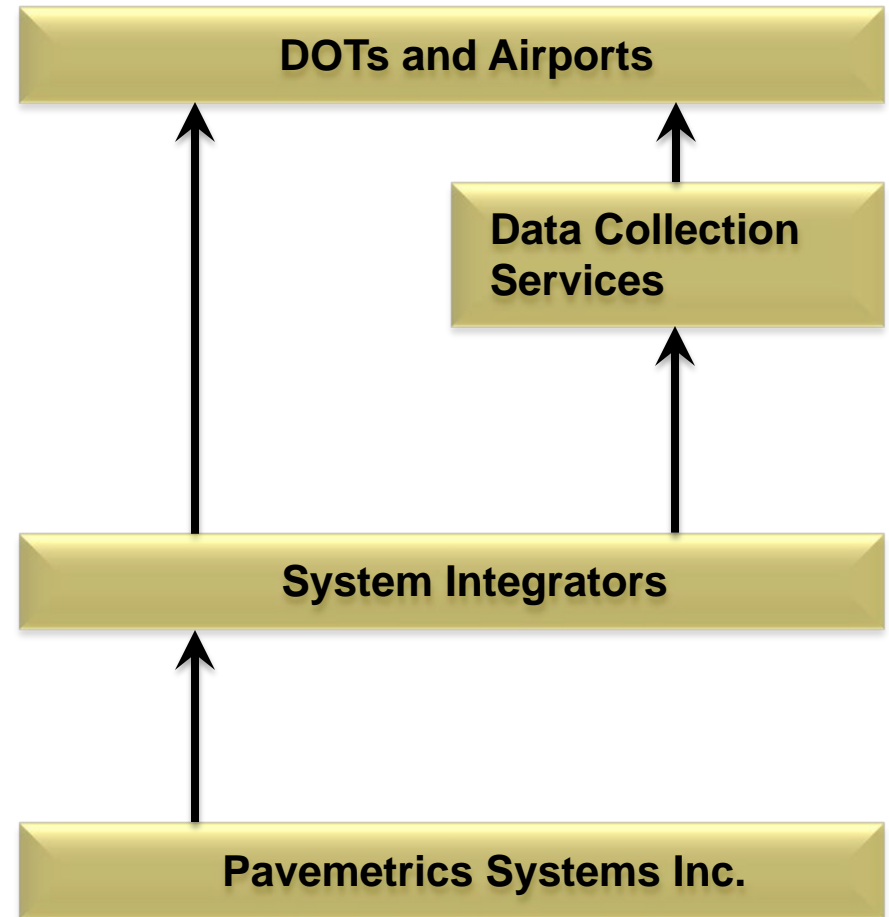 DOTs and Airports
Data Collection
Services
System Integrators
Pavemetrics Systems Inc.